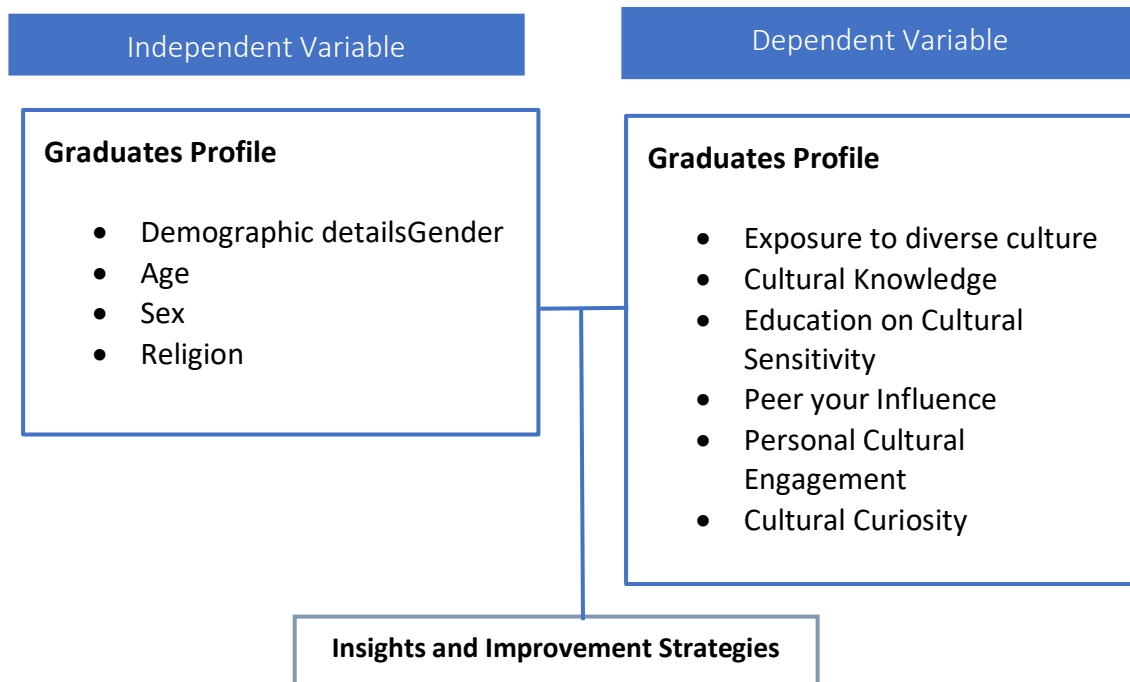 Independent Variable
Dependent Variable
Graduates Profile
• Demographic detailsGender
• Age
• Sex
• Religion
Graduates Profile
• Exposure to diverse culture
• Cultural Knowledge
• Education on Cultural
Sensitivity
• Peer your Influence
• Personal Cultural
Engagement
• Cultural Curiosity
Insights and Improvement Strategies